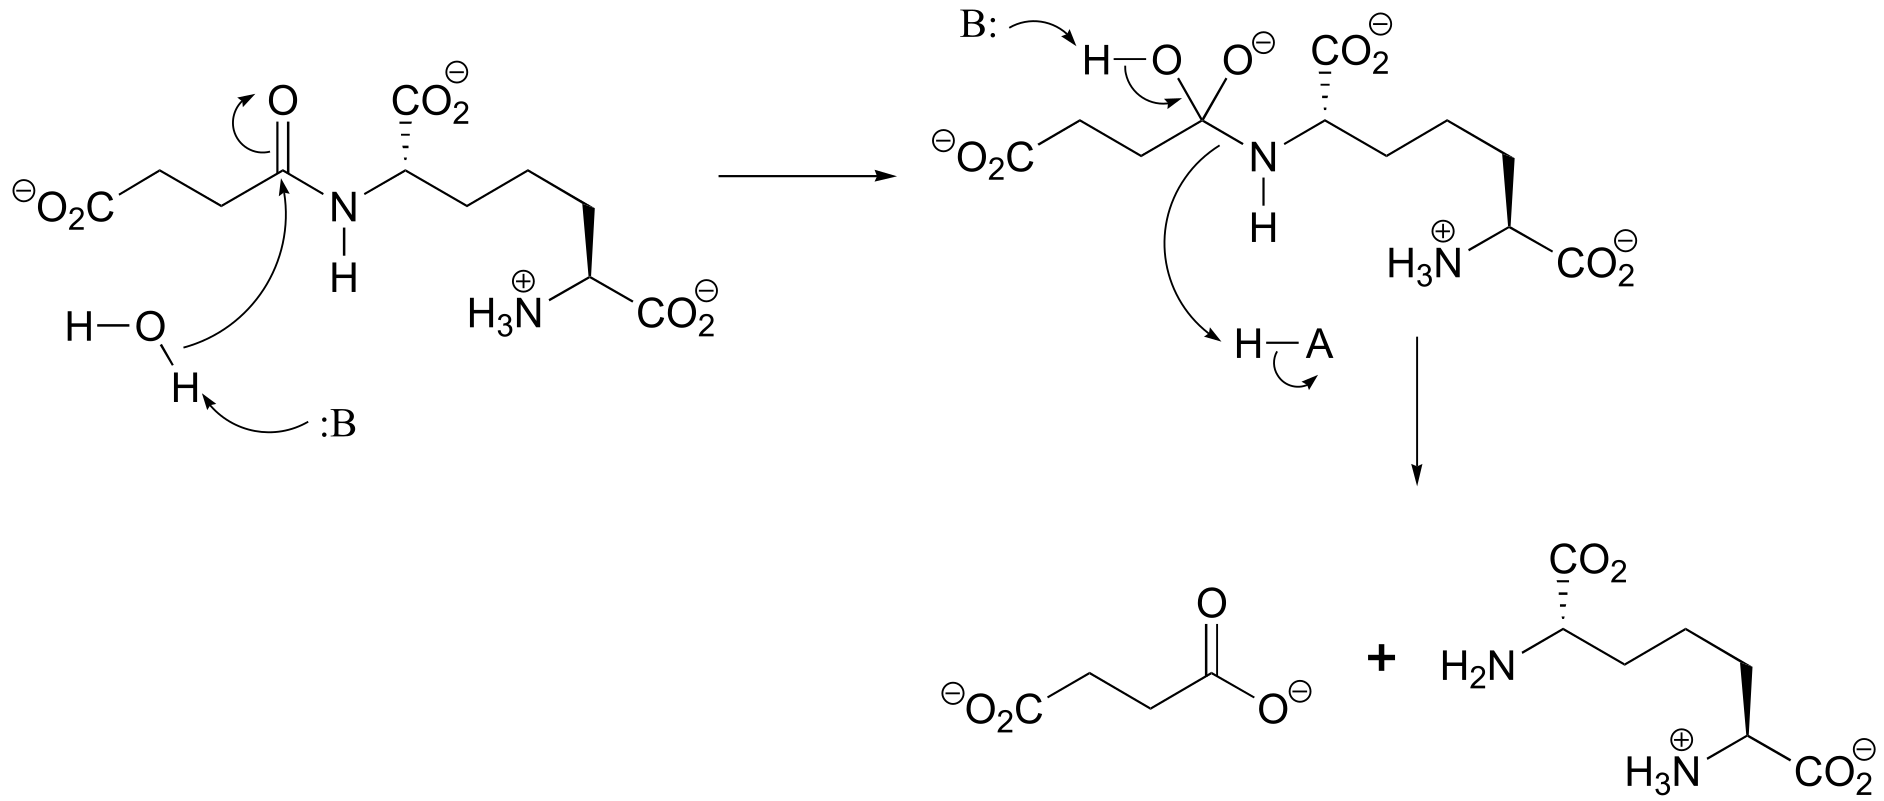 B:
H–O O⊖ CO₂⊖
O CO₂⊖
⊖O₂C N H
⊖O₂C N H
H₃N⊕ CO₂⊖
H₃N⊕ CO₂⊖
H–O H
H–A
:B
CO₂
O
⊖O₂C O⊖ + H₂N
H₃N⊕ CO₂⊖